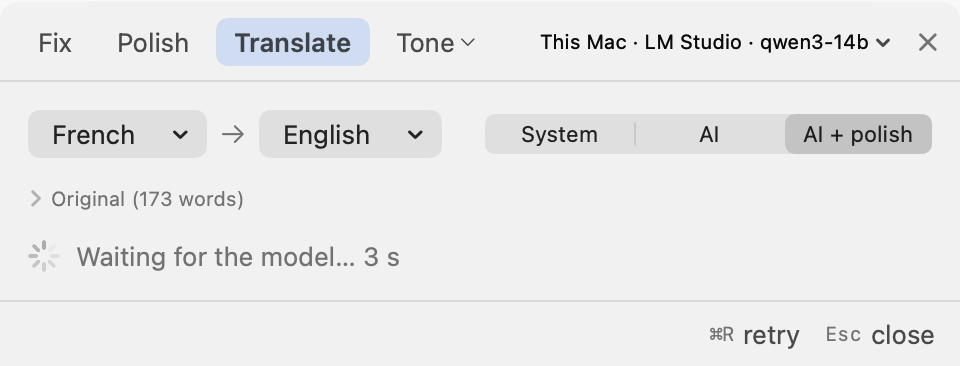 Fix Polish Translate Tone This Mac · LM Studio · qwen3-14b
French → English System AI AI + polish
Original (173 words)
Waiting for the model... 3 s
⌘R retry Esc close